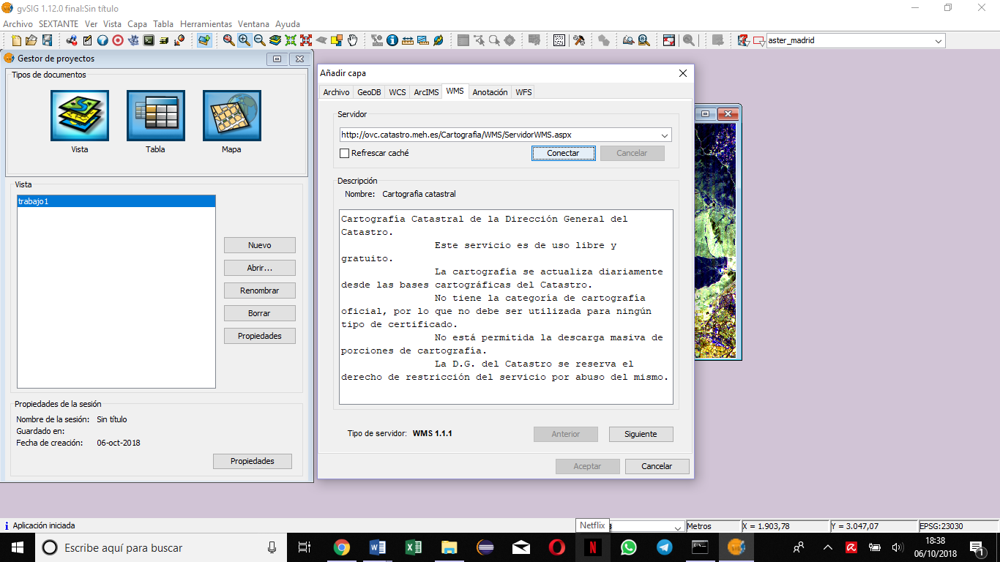 gvSIG 1.12.0 final:Sin título
Archivo SEXTANTE Ver Vista Capa Tabla Herramientas Ventana Ayuda
aster_madrid
Gestor de proyectos
Tipos de documentos
Vista Tabla Mapa
Vista
trabajo1
Nuevo
Abrir...
Renombrar
Borrar
Propiedades
Propiedades de la sesión
Nombre de la sesión: Sin título
Guardado en:
Fecha de creación: 06-oct-2018
Propiedades
Añadir capa
Archivo GeoDB WCS ArcIMS WMS Anotación WFS
Servidor
http://ovc.catastro.meh.es/Cartografia/WMS/ServidorWMS.aspx
Refrescar caché Conectar Cancelar
Descripción
Nombre: Cartografia catastral
Cartografía Catastral de la Dirección General del
Catastro.
Este servicio es de uso libre y
gratuito.
La cartografía se actualiza diariamente
desde las bases cartográficas del Catastro.
No tiene la categoría de cartografía
oficial, por lo que no debe ser utilizada para ningún
tipo de certificado.
No está permitida la descarga masiva de
porciones de cartografía.
La D.G. del Catastro se reserva el
derecho de restricción del servicio por abuso del mismo.
Tipo de servidor: WMS 1.1.1 Anterior Siguiente
Aceptar Cancelar
Aplicación iniciada
Netflix
Metros X = 1.903,78 Y = 3.047,07 EPSG:23030
Escribe aquí para buscar
18:38
06/10/2018
1